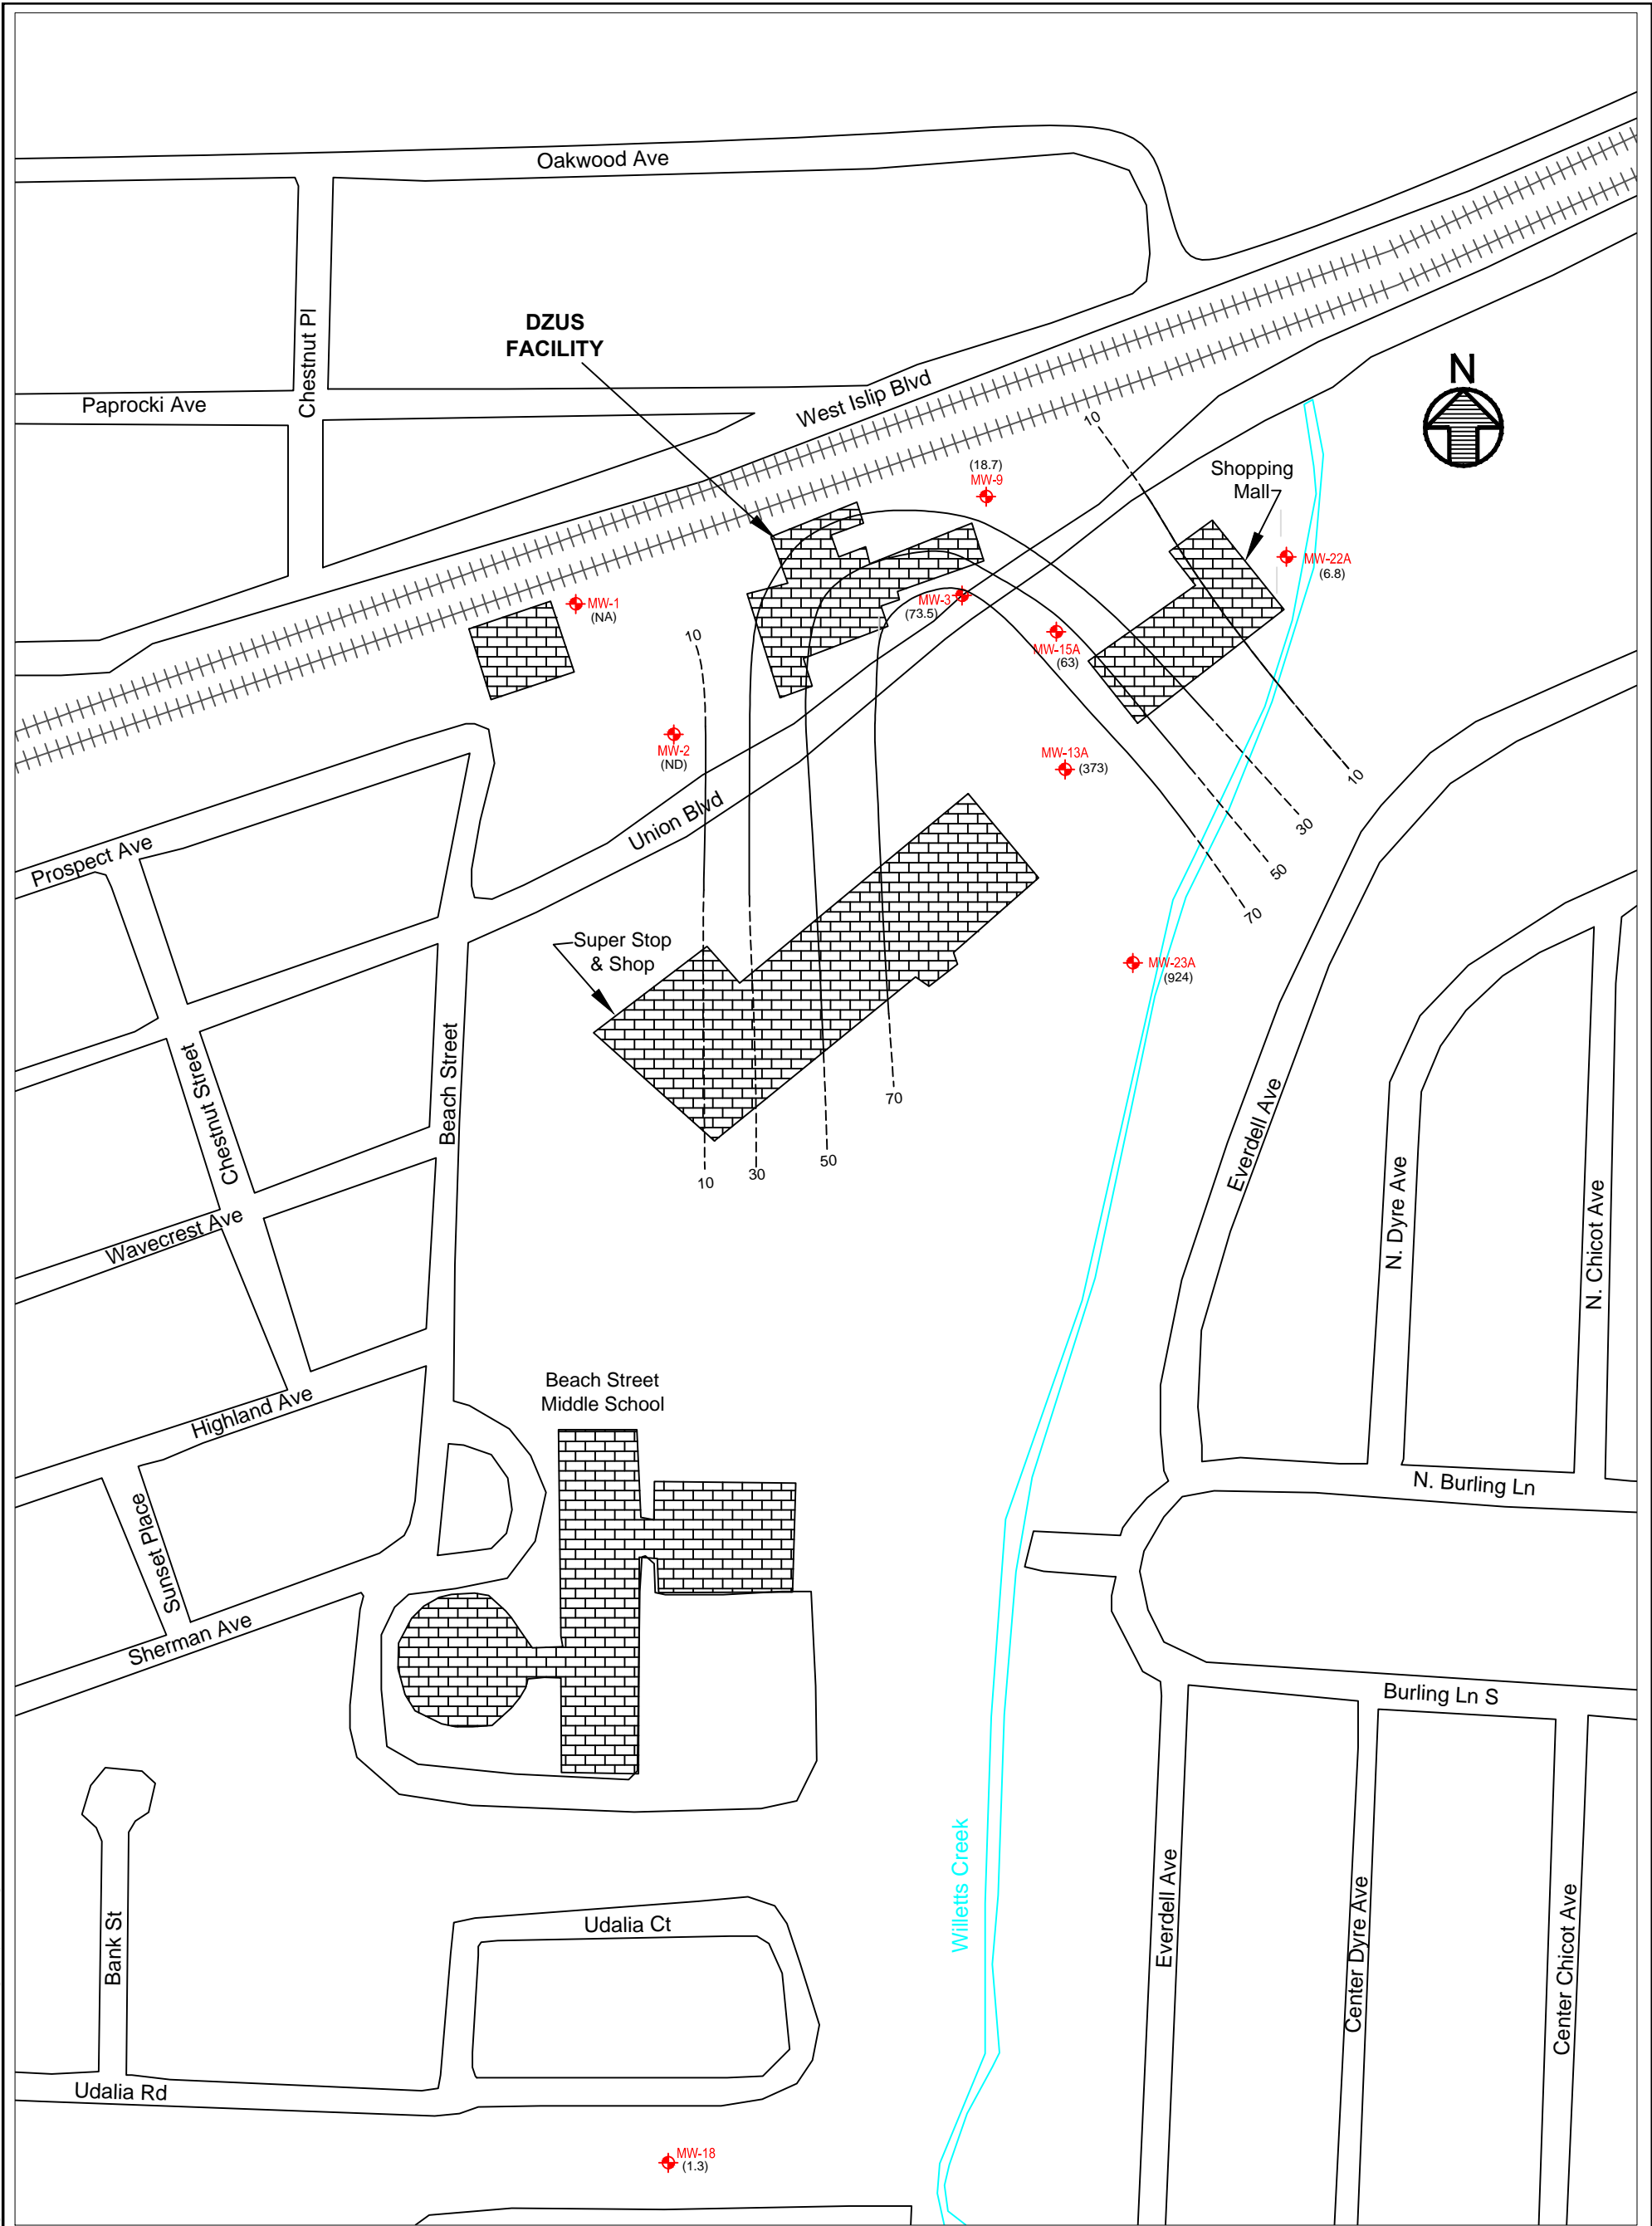 Oakwood Ave
Chestnut Pl
DZUS
FACILITY
N
West Islip Blvd
Paprocki Ave
10
(18.7)
MW-9
Shopping
Mall
MW-22A
(6.8)
MW-1
(NA)
MW-3
(73.5)
10
MW-15A
(63)
MW-2
(ND)
MW-13A
(373)
10
Union Blvd
30
Prospect Ave
50
70
Super Stop
& Shop
MW-23A
(924)
Beach Street
Chestnut Street
70
Everdell Ave
50
30
10
N. Dyre Ave
N. Chicot Ave
Wavecrest Ave
Beach Street
Middle School
Highland Ave
N. Burling Ln
Sunset Place
Sherman Ave
Burling Ln S
Willetts Creek
Everdell Ave
Center Dyre Ave
Center Chicot Ave
Bank St
Udalia Ct
Udalia Rd
MW-18
(1.3)